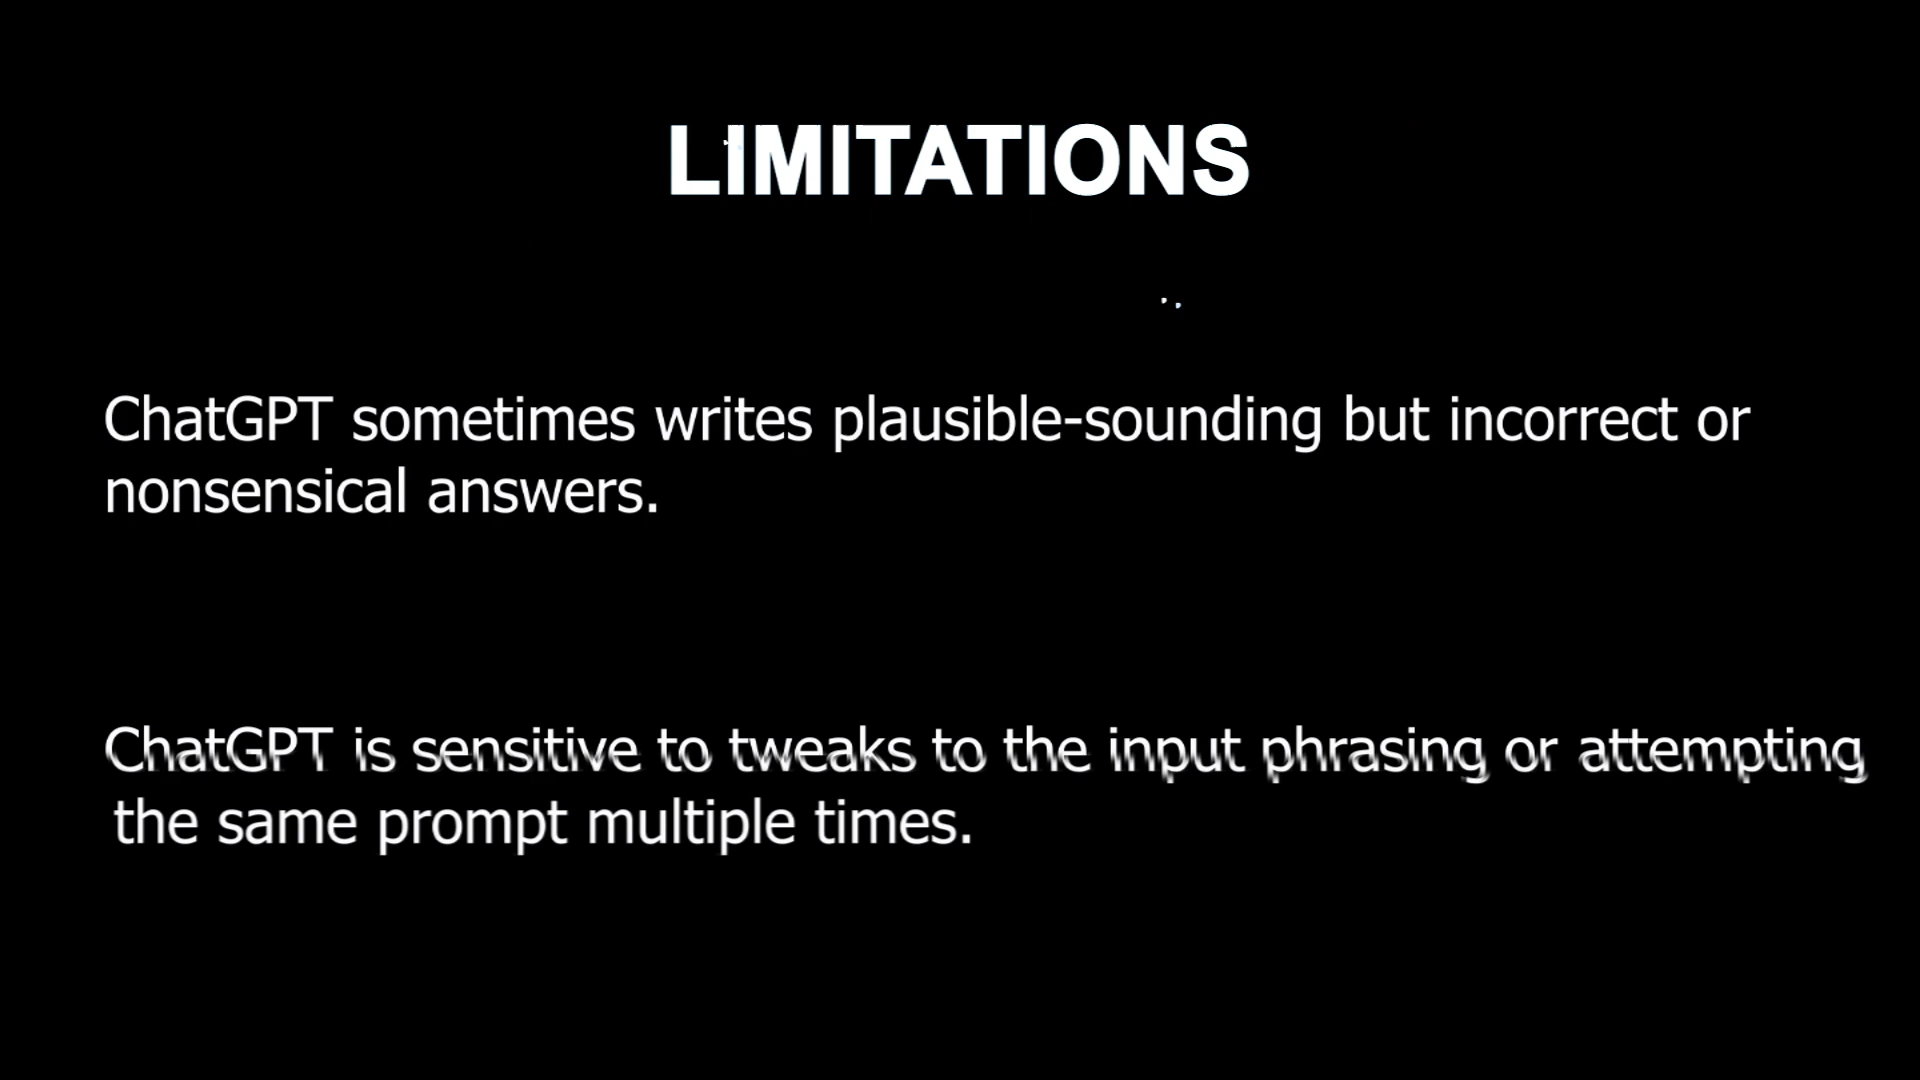 LIMITATIONS
ChatGPT sometimes writes plausible-sounding but incorrect or
nonsensical answers.
ChatGPT is sensitive to tweaks to the input phrasing or attempting
the same prompt multiple times.